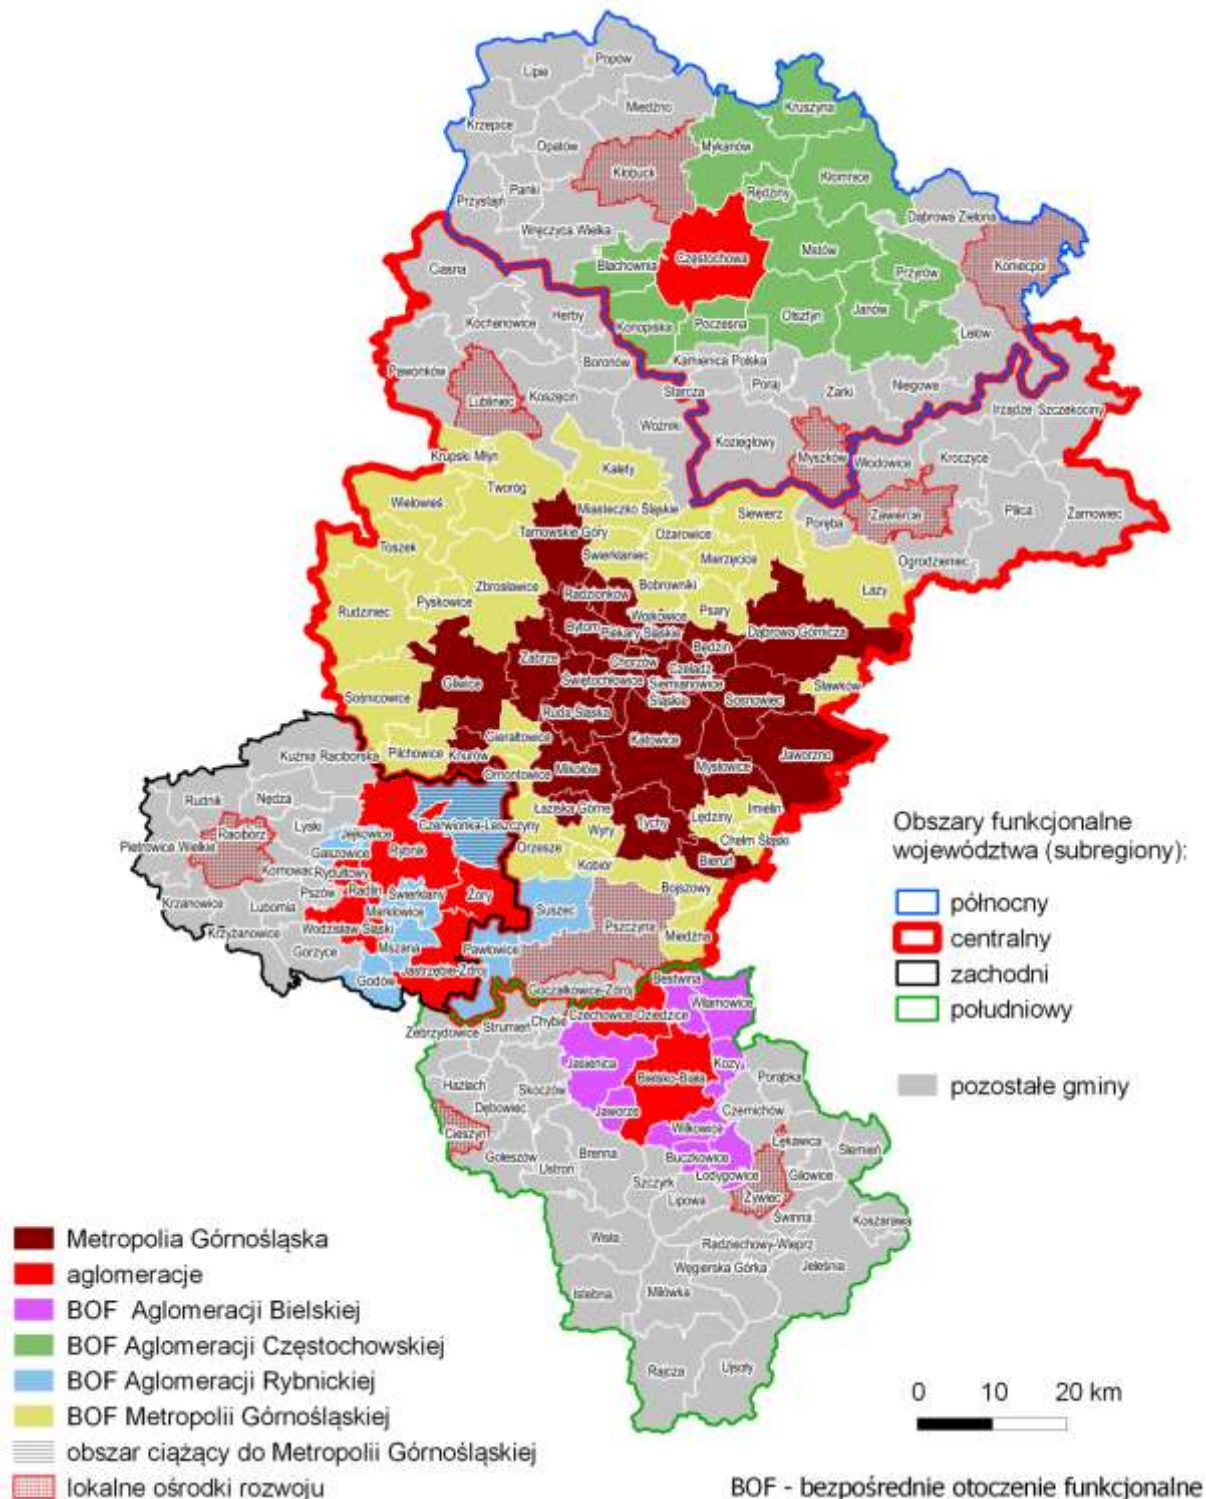 Popów
Lipie
Miedźno
Kruszyna
Krzepice
Opatów
Mykanów
Kłobuck
Kłomnice
Panki
Rędziny
Przystajń
Dąbrowa Zielona
Wręczyca Wielka
Mstów
Częstochowa
Blachownia
Koniecpol
Ciasna
Przyrów
Janów
Olsztyn
Herby
Kochanowice
Poczesna
Konopiska
Lelów
Boronów
Kamienica Polska
Pawonków
Poraj
Niegowa
Żarki
Koszęcin
Starcza
Lubliniec
Irządze
Szczekociny
Woźniki
Koziegłowy
Krupski Młyn
Myszków
Włodowice
Kroczyce
Kalety
Tworóg
Wielowieś
Miasteczko Śląskie
Siewierz
Zawiercie
Pilica
Żarnowiec
Poręba
Tarnowskie Góry
Ożarowice
Toszek
Świerklaniec
Mierzęcice
Ogrodzieniec
Zbrosławice
Bobrowniki
Łazy
Radzionków
Pyskowice
Rudziniec
Psary
Wojkowice
Bytom
Piekary Śląskie
Dąbrowa Górnicza
Będzin
Zabrze
Chorzów
Czeladź
Gliwice
Świętochłowice
Siemianowice
Śląskie
Sławków
Sośnicowice
Sosnowiec
Ruda Śląska
Gierałtowice
Katowice
Pilchowice
Knurów
Jaworzno
Kuźnia Raciborska
Mikołów
Mysłowice
Ornontowice
Rudnik
Nędza
Łaziska Górne
Imielin
Lędziny
Tychy
Lyski
Czerwionka-Leszczyny
Raciborz
Jejkowice
Wyry
Chełm Śląski
Pietrowice Wielkie
Rybnik
Orzesze
Gaszowice
Bieruń
Kornowac
Rydułtowy
Kobiór
Pszów
Radlin
Świerklany
Żory
Bojszowy
Krzanowice
Lubomia
Marklowice
Suszec
Pszczyna
Wodzisław Śląski
Krzyżanowice
Miedźna
Mszana
Pawłowice
Gorzyce
Jastrzębie-Zdrój
Godów
Bestwina
Goczałkowice-Zdrój
Wilamowice
Czechowice-Dziedzice
Chybie
Strumień
Zebrzydowice
Jasienica
Kozy
Bielsko-Biała
Porąbka
Hażlach
Skoczów
Dębowiec
Jaworze
Czernichów
Wilkowice
Cieszyn
Łękawica
Ślemień
Goleszów
Brenna
Buczkowice
Ustroń
Łodygowice
Gilowice
Szczyrk
Lipowa
Żywiec
Świnna
Koszarawa
Wisła
Radziechowy-Wieprz
Węgierska Górka
Jeleśnia
Istebna
Milówka
Rajcza
Ujsoły
Obszary funkcjonalne
województwa (subregiony):
północny
centralny
zachodni
południowy
pozostałe gminy
Metropolia Górnośląska
aglomeracje
BOF Aglomeracji Bielskiej
BOF Aglomeracji Częstochowskiej
BOF Aglomeracji Rybnickiej
BOF Metropolii Górnośląskiej
obszar ciążący do Metropolii Górnośląskiej
lokalne ośrodki rozwoju
0 10 20 km
BOF - bezpośrednie otoczenie funkcjonalne